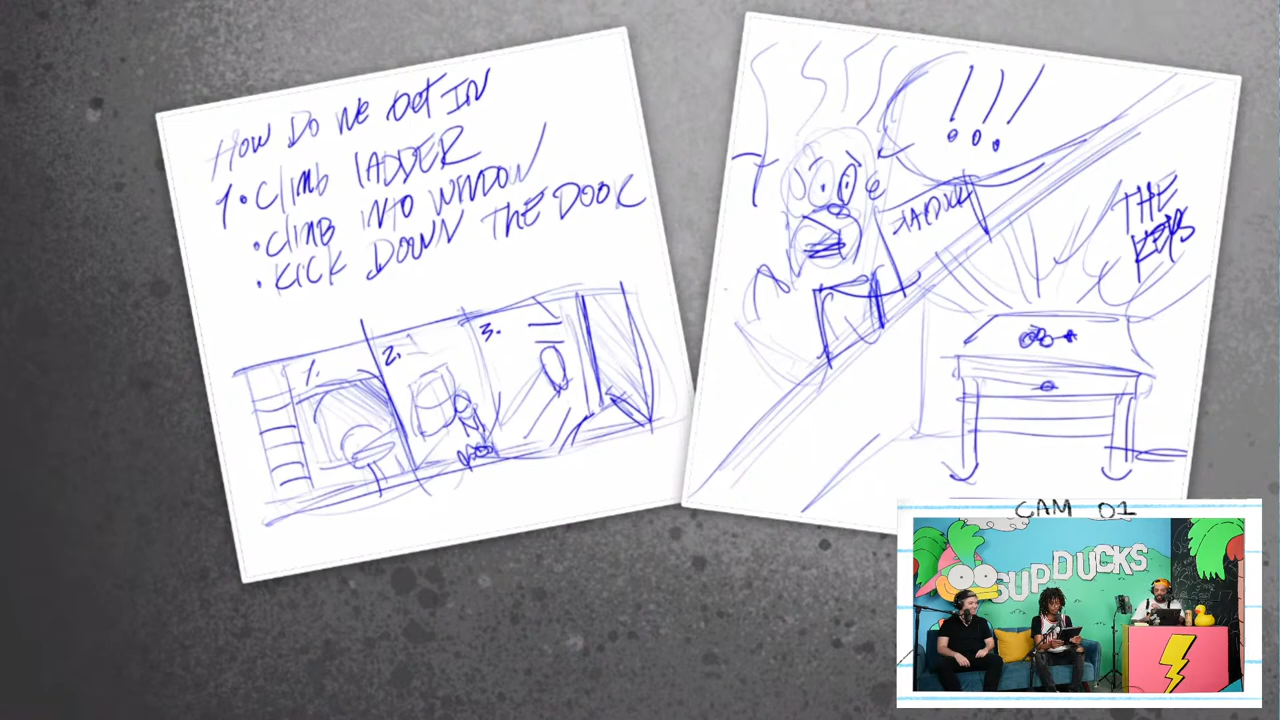 HOW DO WE GET IN
1. CLIMB LADDER
• CLIMB INTO WINDOW
• KICK DOWN THE DOOR
1.
2.
3.
!!!
THE
KEYS
CAM 01
SUPDUCKS